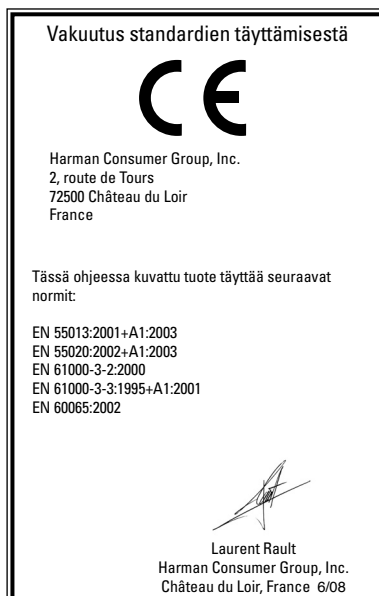 Vakuutus standardien täyttämisestä
CE
Harman Consumer Group, Inc.
2, route de Tours
72500 Château du Loir
France
Tässä ohjeessa kuvattu tuote täyttää seuraavat
normit:
EN 55013:2001+A1:2003
EN 55020:2002+A1:2003
EN 61000-3-2:2000
EN 61000-3-3:1995+A1:2001
EN 60065:2002
Laurent Rault
Harman Consumer Group, Inc.
Château du Loir, France 6/08